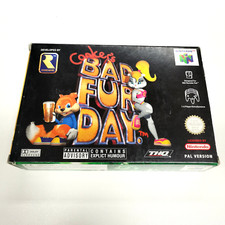 DEVELOPED BY
Conker's
BAD
FUR
DAY
PARENTAL
ADVISORY
CONTAINS
EXPLICIT HUMOUR
THQ
Nintendo
PAL VERSION